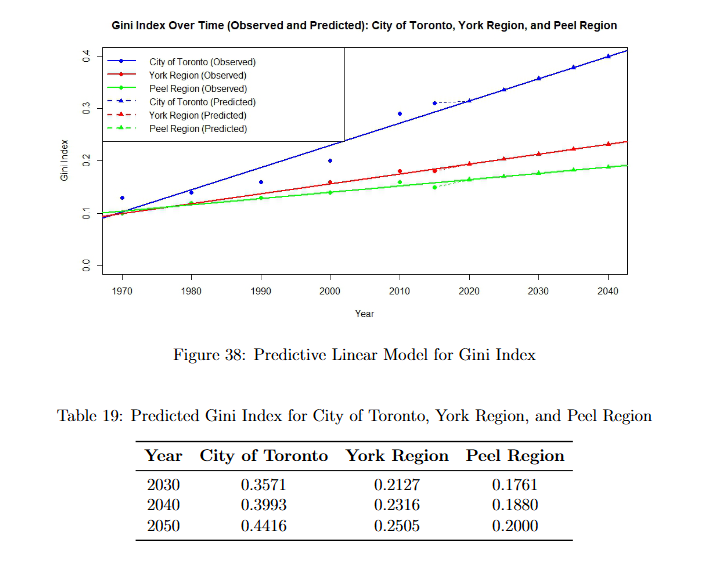 Gini Index Over Time (Observed and Predicted): City of Toronto, York Region, and Peel Region
City of Toronto (Observed)
York Region (Observed)
Peel Region (Observed)
City of Toronto (Predicted)
York Region (Predicted)
Peel Region (Predicted)
Gini Index
0.4
0.3
0.2
0.1
0.0
1970 1980 1990 2000 2010 2020 2030 2040
Year
Figure 38: Predictive Linear Model for Gini Index
Table 19: Predicted Gini Index for City of Toronto, York Region, and Peel Region
Year City of Toronto York Region Peel Region
2030 0.3571 0.2127 0.1761
2040 0.3993 0.2316 0.1880
2050 0.4416 0.2505 0.2000